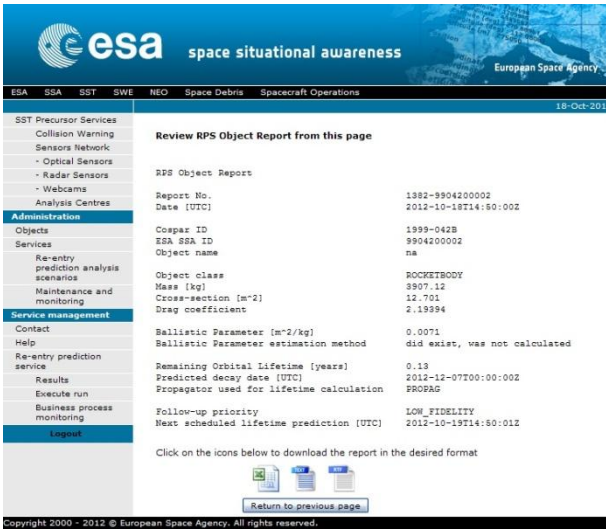 esa
space situational awareness
European Space Agency
ESA SSA SST SWE NEO Space Debris Spacecraft Operations
18-Oct-201
SST Precursor Services
Collision Warning
Sensors Network
- Optical Sensors
- Radar Sensors
- Webcams
Analysis Centres
Administration
Objects
Services
Re-entry
prediction analysis
scenarios
Maintenance and
monitoring
Service management
Contact
Help
Re-entry prediction
service
Results
Execute run
Business process
monitoring
Logout
Review RPS Object Report from this page
RPS Object Report
Report No. 1382-9904200002
Date [UTC] 2012-10-18T14:50:00Z
Cospar ID 1999-042B
ESA SSA ID 9904200002
Object name na
Object class ROCKETBODY
Mass [kg] 3907.12
Cross-section [m^2] 12.701
Drag coefficient 2.19394
Ballistic Parameter [m^2/kg] 0.0071
Ballistic Parameter estimation method did exist, was not calculated
Remaining Orbital Lifetime [years] 0.13
Predicted decay date [UTC] 2012-12-07T00:00:00Z
Propagator used for lifetime calculation PROPAG
Follow-up priority LOW_FIDELITY
Next scheduled lifetime prediction [UTC] 2012-10-19T14:50:01Z
Click on the icons below to download the report in the desired format
TEXT
Return to previous page
Copyright 2000 - 2012 © European Space Agency. All rights reserved.